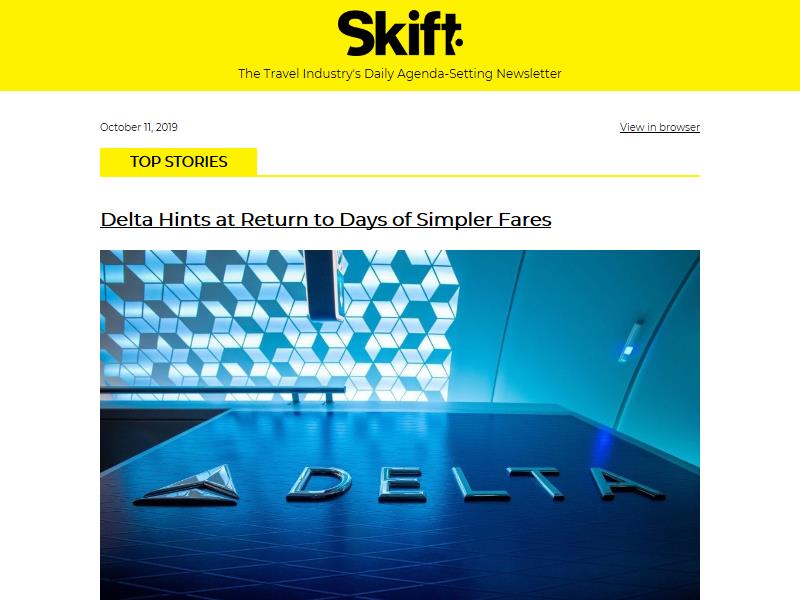 Skift.
The Travel Industry's Daily Agenda-Setting Newsletter
October 11, 2019
View in browser
TOP STORIES
Delta Hints at Return to Days of Simpler Fares
DELTA